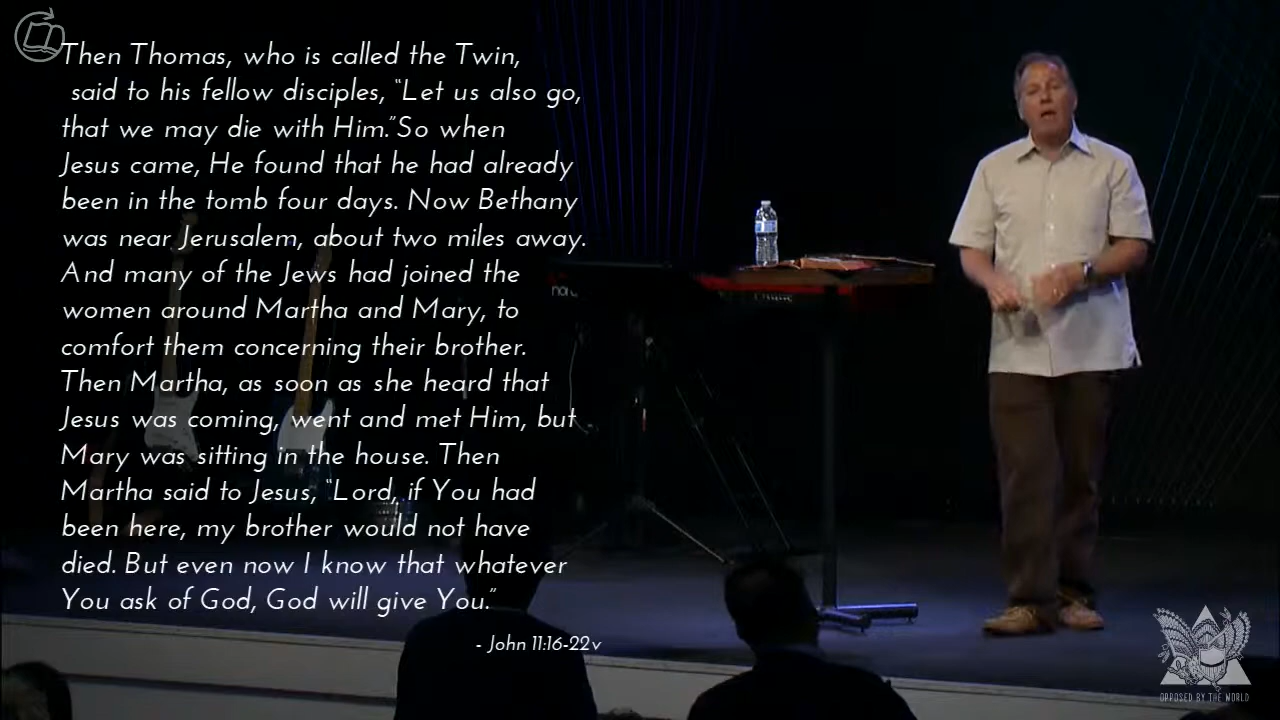 Then Thomas, who is called the Twin,
said to his fellow disciples, “Let us also go,
that we may die with Him.”So when
Jesus came, He found that he had already
been in the tomb four days. Now Bethany
was near Jerusalem, about two miles away.
And many of the Jews had joined the
women around Martha and Mary, to
comfort them concerning their brother.
Then Martha, as soon as she heard that
Jesus was coming, went and met Him, but
Mary was sitting in the house. Then
Martha said to Jesus, “Lord, if You had
been here, my brother would not have
died. But even now I know that whatever
You ask of God, God will give You.”
- John 11:16-22v
OPPOSED BY THE WORLD